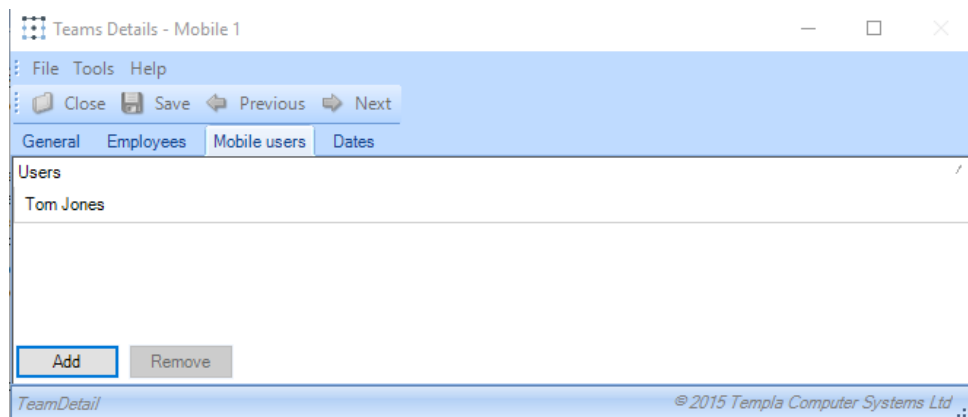 Teams Details - Mobile 1
File Tools Help
Close Save Previous Next
General Employees Mobile users Dates
Users
Tom Jones
Add Remove
TeamDetail © 2015 Templa Computer Systems Ltd